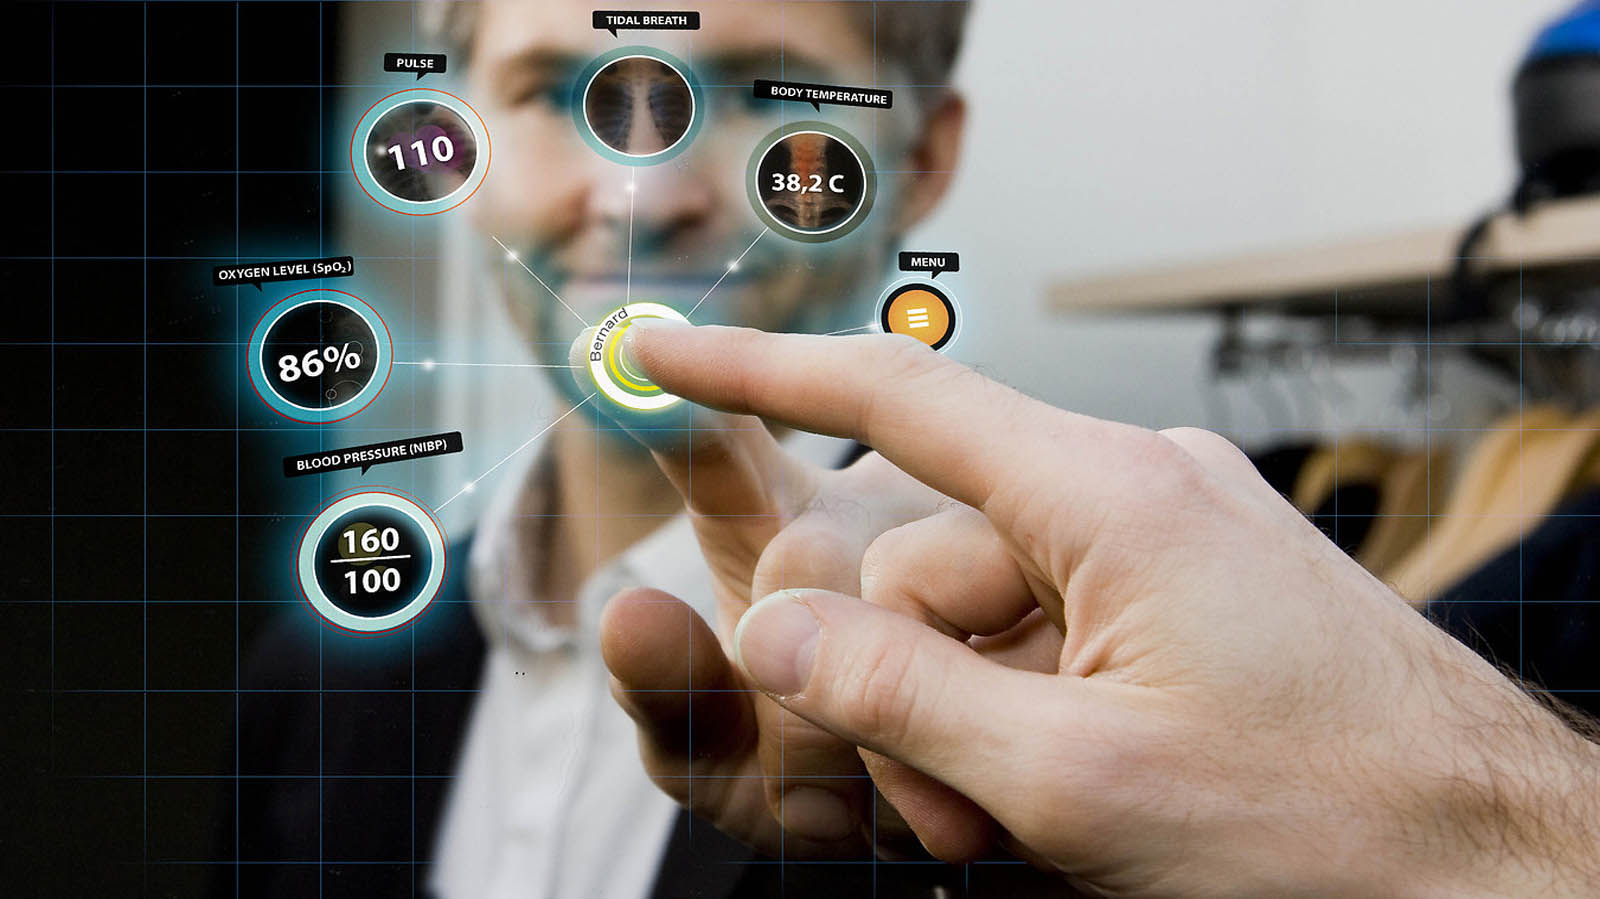 TIDAL BREATH
PULSE
BODY TEMPERATURE
110
38,2 C
OXYGEN LEVEL (SpO₂)
MENU
Bernard
86%
BLOOD PRESSURE (NIBP)
160
100